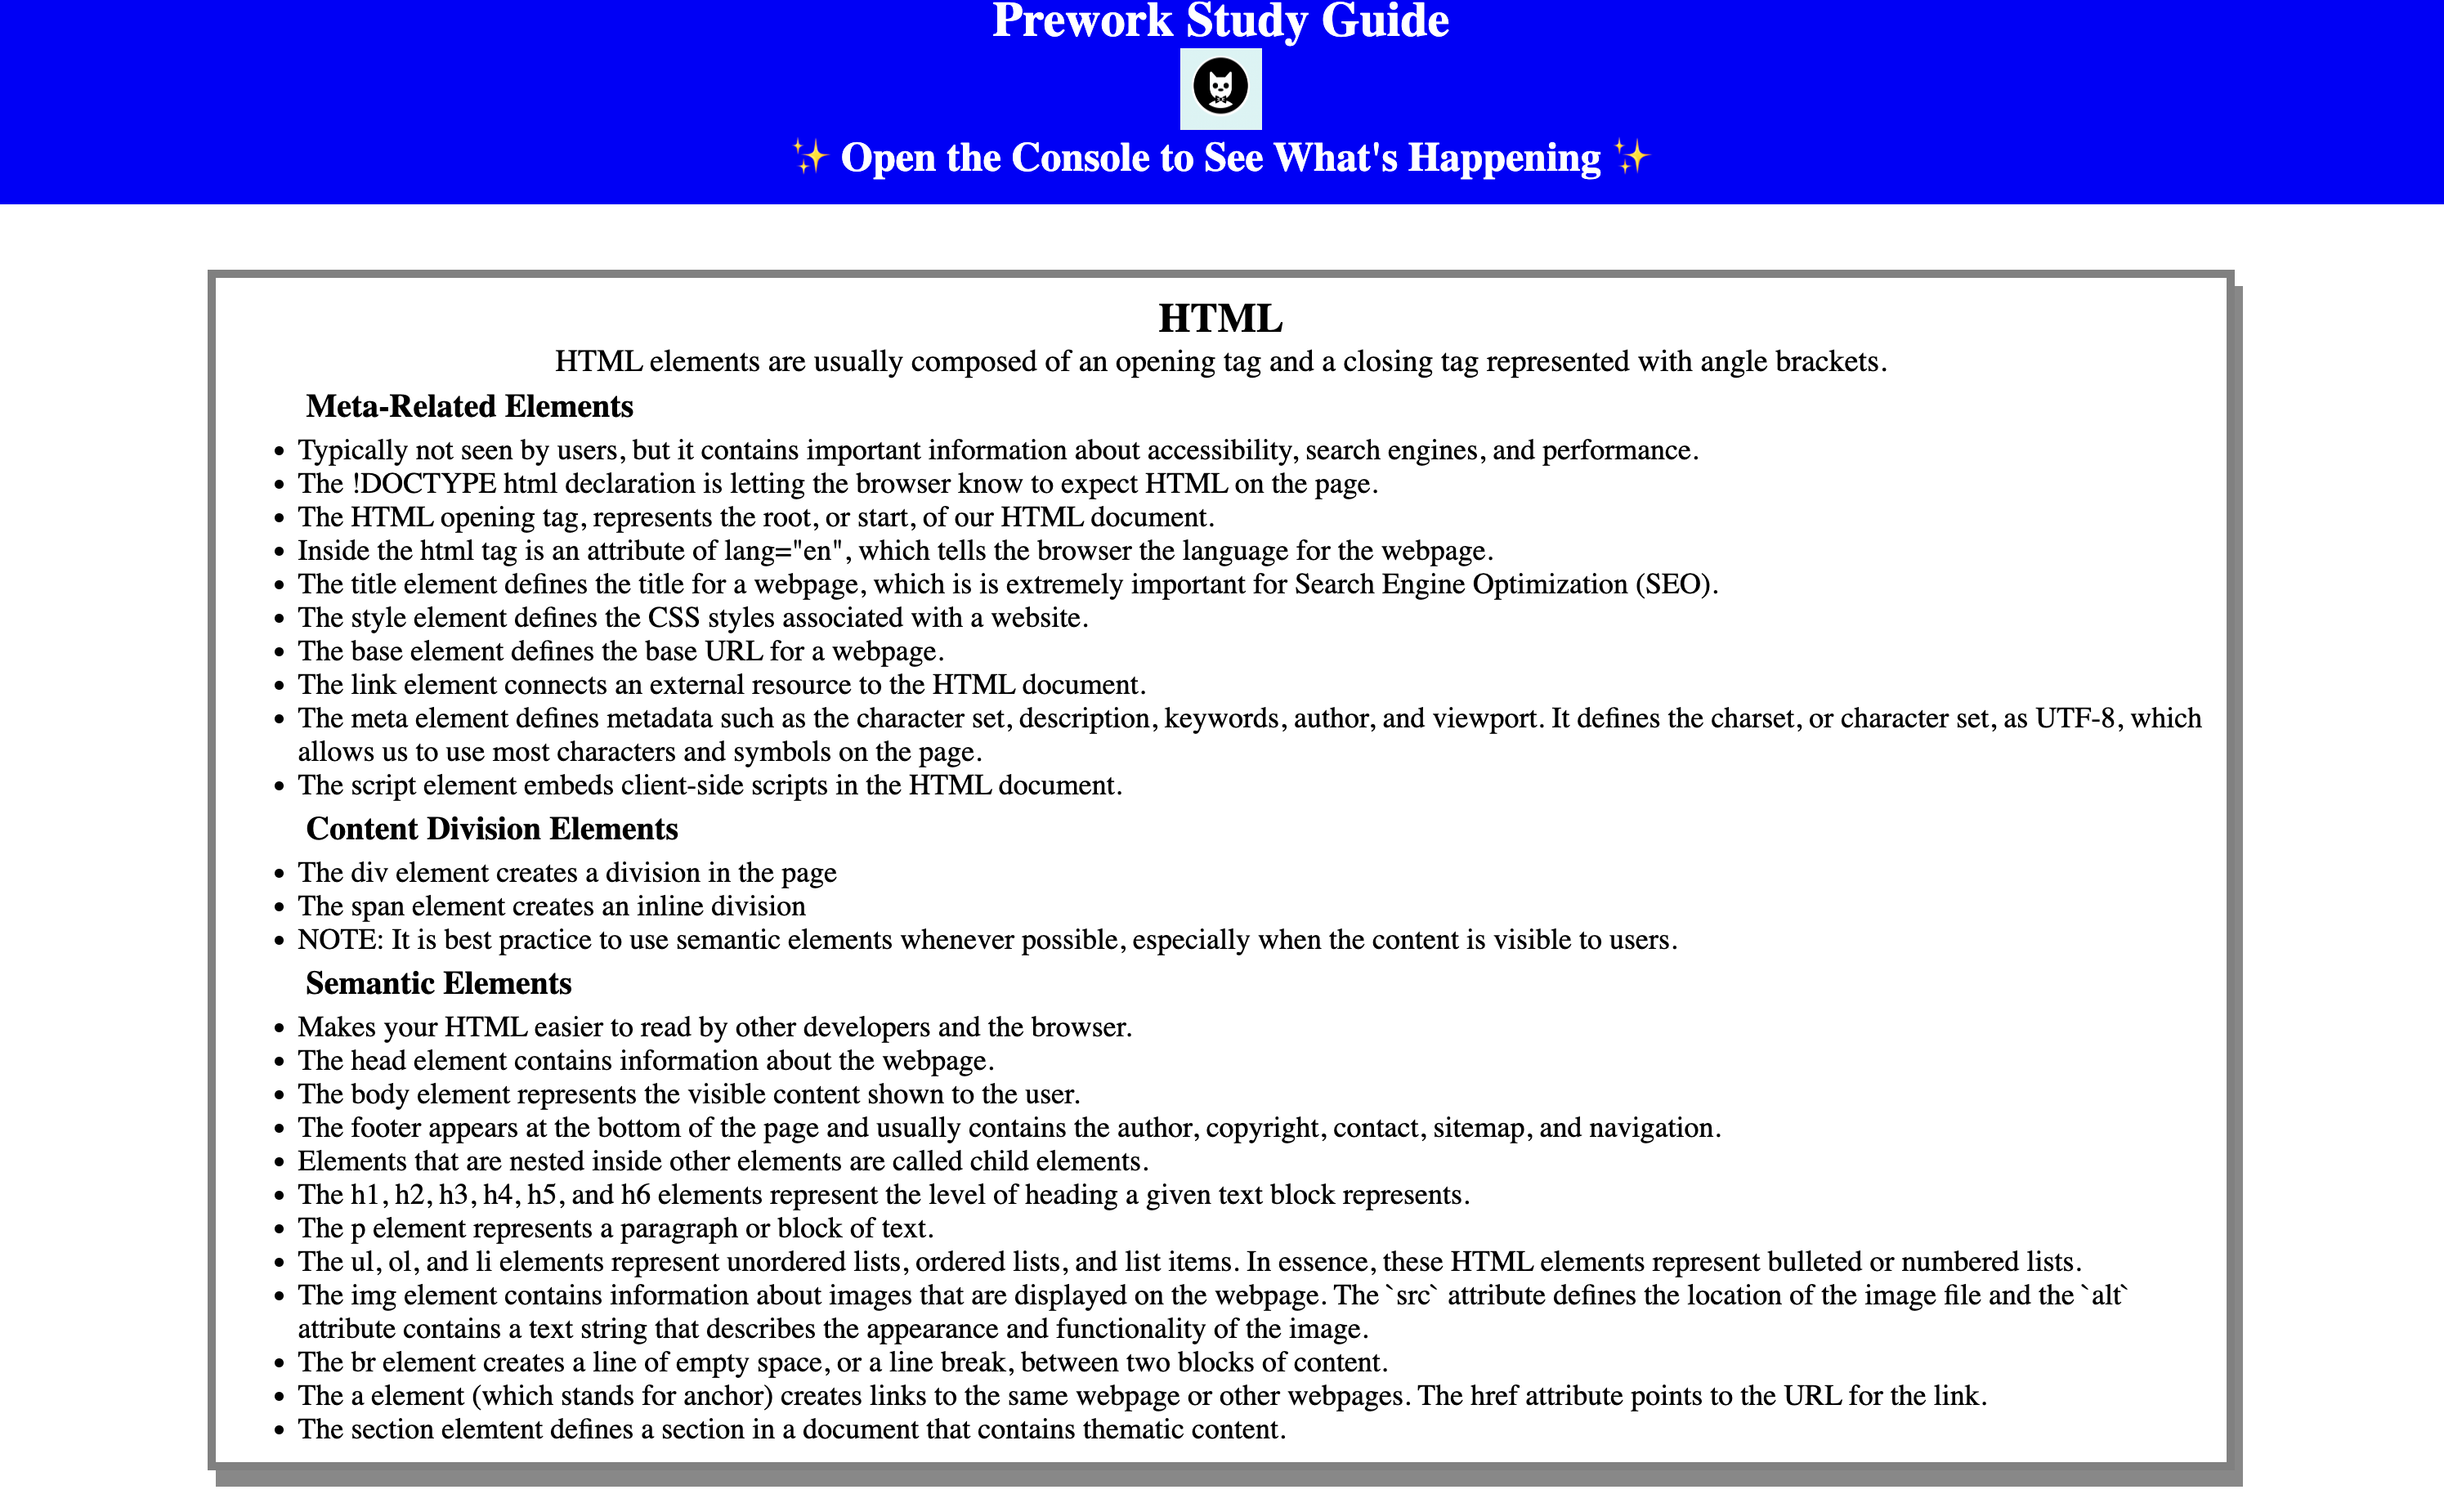 Prework Study Guide
✨ Open the Console to See What's Happening ✨
HTML
HTML elements are usually composed of an opening tag and a closing tag represented with angle brackets.
Meta-Related Elements
• Typically not seen by users, but it contains important information about accessibility, search engines, and performance.
• The !DOCTYPE html declaration is letting the browser know to expect HTML on the page.
• The HTML opening tag, represents the root, or start, of our HTML document.
• Inside the html tag is an attribute of lang="en", which tells the browser the language for the webpage.
• The title element defines the title for a webpage, which is is extremely important for Search Engine Optimization (SEO).
• The style element defines the CSS styles associated with a website.
• The base element defines the base URL for a webpage.
• The link element connects an external resource to the HTML document.
• The meta element defines metadata such as the character set, description, keywords, author, and viewport. It defines the charset, or character set, as UTF-8, which
allows us to use most characters and symbols on the page.
• The script element embeds client-side scripts in the HTML document.
Content Division Elements
• The div element creates a division in the page
• The span element creates an inline division
• NOTE: It is best practice to use semantic elements whenever possible, especially when the content is visible to users.
Semantic Elements
• Makes your HTML easier to read by other developers and the browser.
• The head element contains information about the webpage.
• The body element represents the visible content shown to the user.
• The footer appears at the bottom of the page and usually contains the author, copyright, contact, sitemap, and navigation.
• Elements that are nested inside other elements are called child elements.
• The h1, h2, h3, h4, h5, and h6 elements represent the level of heading a given text block represents.
• The p element represents a paragraph or block of text.
• The ul, ol, and li elements represent unordered lists, ordered lists, and list items. In essence, these HTML elements represent bulleted or numbered lists.
• The img element contains information about images that are displayed on the webpage. The `src` attribute defines the location of the image file and the `alt`
attribute contains a text string that describes the appearance and functionality of the image.
• The br element creates a line of empty space, or a line break, between two blocks of content.
• The a element (which stands for anchor) creates links to the same webpage or other webpages. The href attribute points to the URL for the link.
• The section elemtent defines a section in a document that contains thematic content.